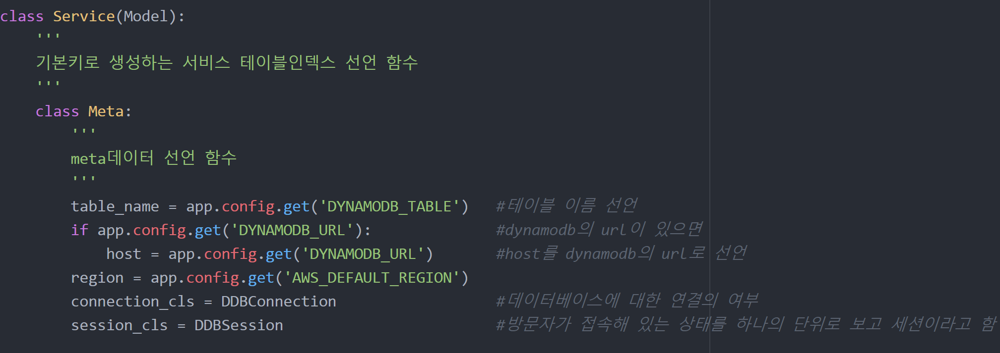 class Service(Model):
    '''
    기본키로 생성하는 서비스 테이블인덱스 선언 함수
    '''
    class Meta:
        '''
        meta데이터 선언 함수
        '''
        table_name = app.config.get('DYNAMODB_TABLE')   #테이블 이름 선언
        if app.config.get('DYNAMODB_URL'):              #dynamodb의 url이 있으면
            host = app.config.get('DYNAMODB_URL')       #host를 dynamodb의 url로 선언
        region = app.config.get('AWS_DEFAULT_REGION')
        connection_cls = DDBConnection                  #데이터베이스에 대한 연결의 여부
        session_cls = DDBSession                        #방문자가 접속해 있는 상태를 하나의 단위로 보고 세션이라고 함